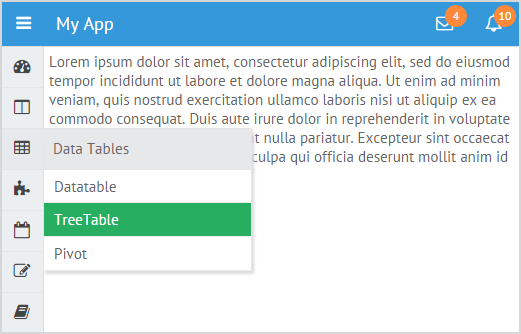 My App
4
10
Lorem ipsum dolor sit amet, consectetur adipiscing elit, sed do eiusmod
tempor incididunt ut labore et dolore magna aliqua. Ut enim ad minim
veniam, quis nostrud exercitation ullamco laboris nisi ut aliquip ex ea
commodo consequat. Duis aute irure dolor in reprehenderit in voluptate
Data Tables
t nulla pariatur. Excepteur sint occaecat
culpa qui officia deserunt mollit anim id
Datatable
TreeTable
Pivot